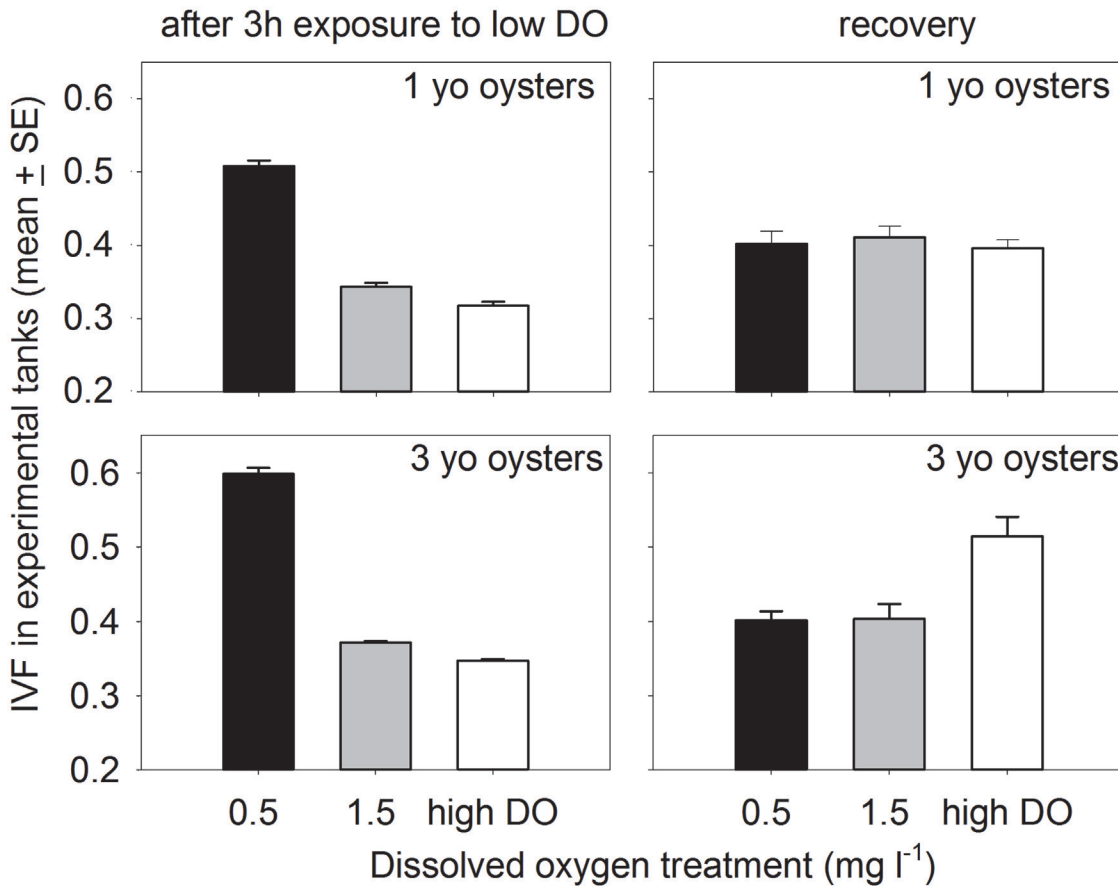 after 3h exposure to low DO
recovery
IVF in experimental tanks (mean ± SE)
1 yo oysters
1 yo oysters
0.6
0.5
0.4
0.3
0.2
3 yo oysters
3 yo oysters
0.6
0.5
0.4
0.3
0.2
0.5 1.5 high DO
0.5 1.5 high DO
Dissolved oxygen treatment (mg l⁻¹)